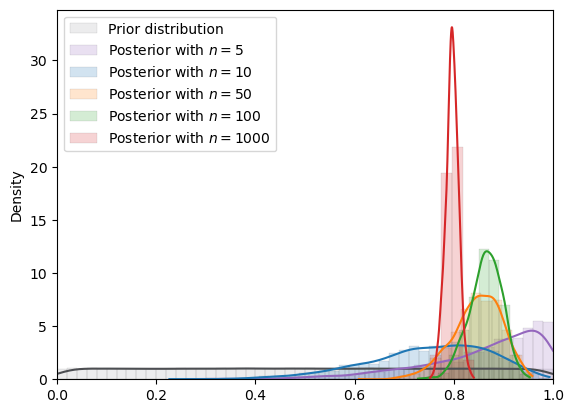 Prior distribution
Posterior with n = 5
Posterior with n = 10
Posterior with n = 50
Posterior with n = 100
Posterior with n = 1000
Density
30
25
20
15
10
5
0
0.0 0.2 0.4 0.6 0.8 1.0